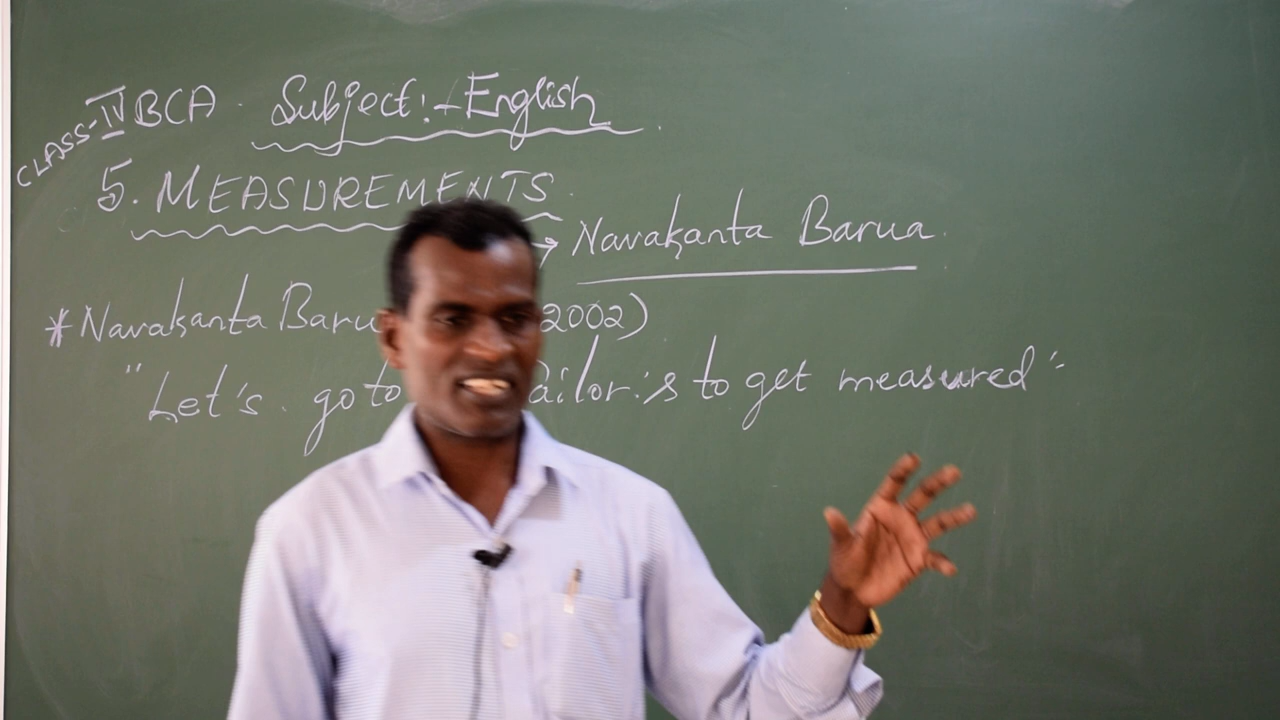 CLASS-IV BCA. Subject:- English.
5. MEASUREMENTS.
→ Navakanta Barua.
* Navakanta Baru 2002)
"Let's. go to ailor's to get measured"